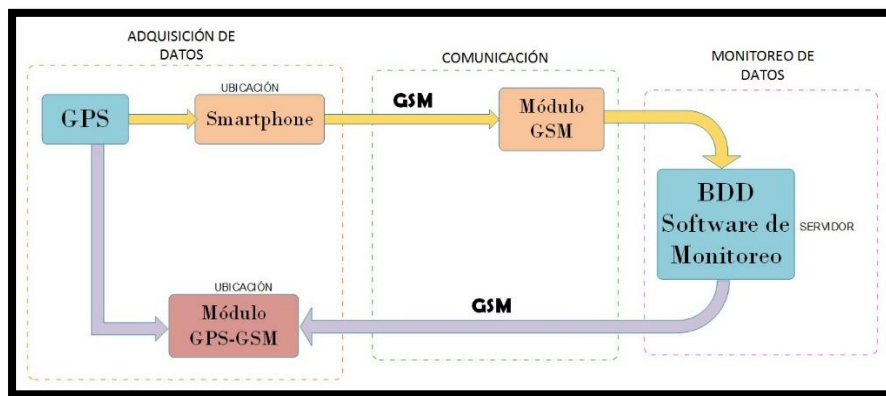 ADQUISICIÓN DE
DATOS
COMUNICACIÓN
MONITOREO DE
DATOS
UBICACIÓN
GPS
Smartphone
GSM
Módulo
GSM
BDD
Software de
Monitoreo
SERVIDOR
UBICACIÓN
Módulo
GPS-GSM
GSM